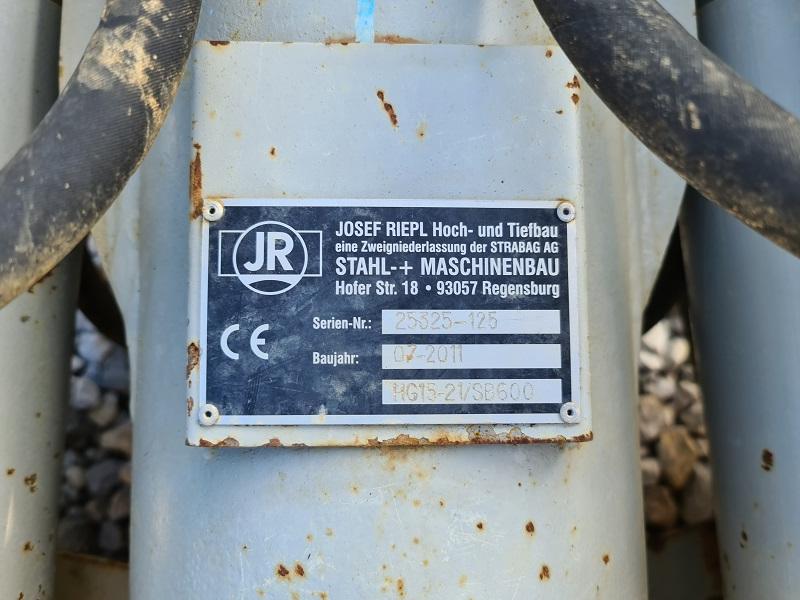 JR
JOSEF RIEPL Hoch- und Tiefbau
eine Zweigniederlassung der STRABAG AG
STAHL-+ MASCHINENBAU
Hofer Str. 18 • 93057 Regensburg
CE
Serien-Nr.: 25325-125
Baujahr: 07-2011
HG15-21/SB600